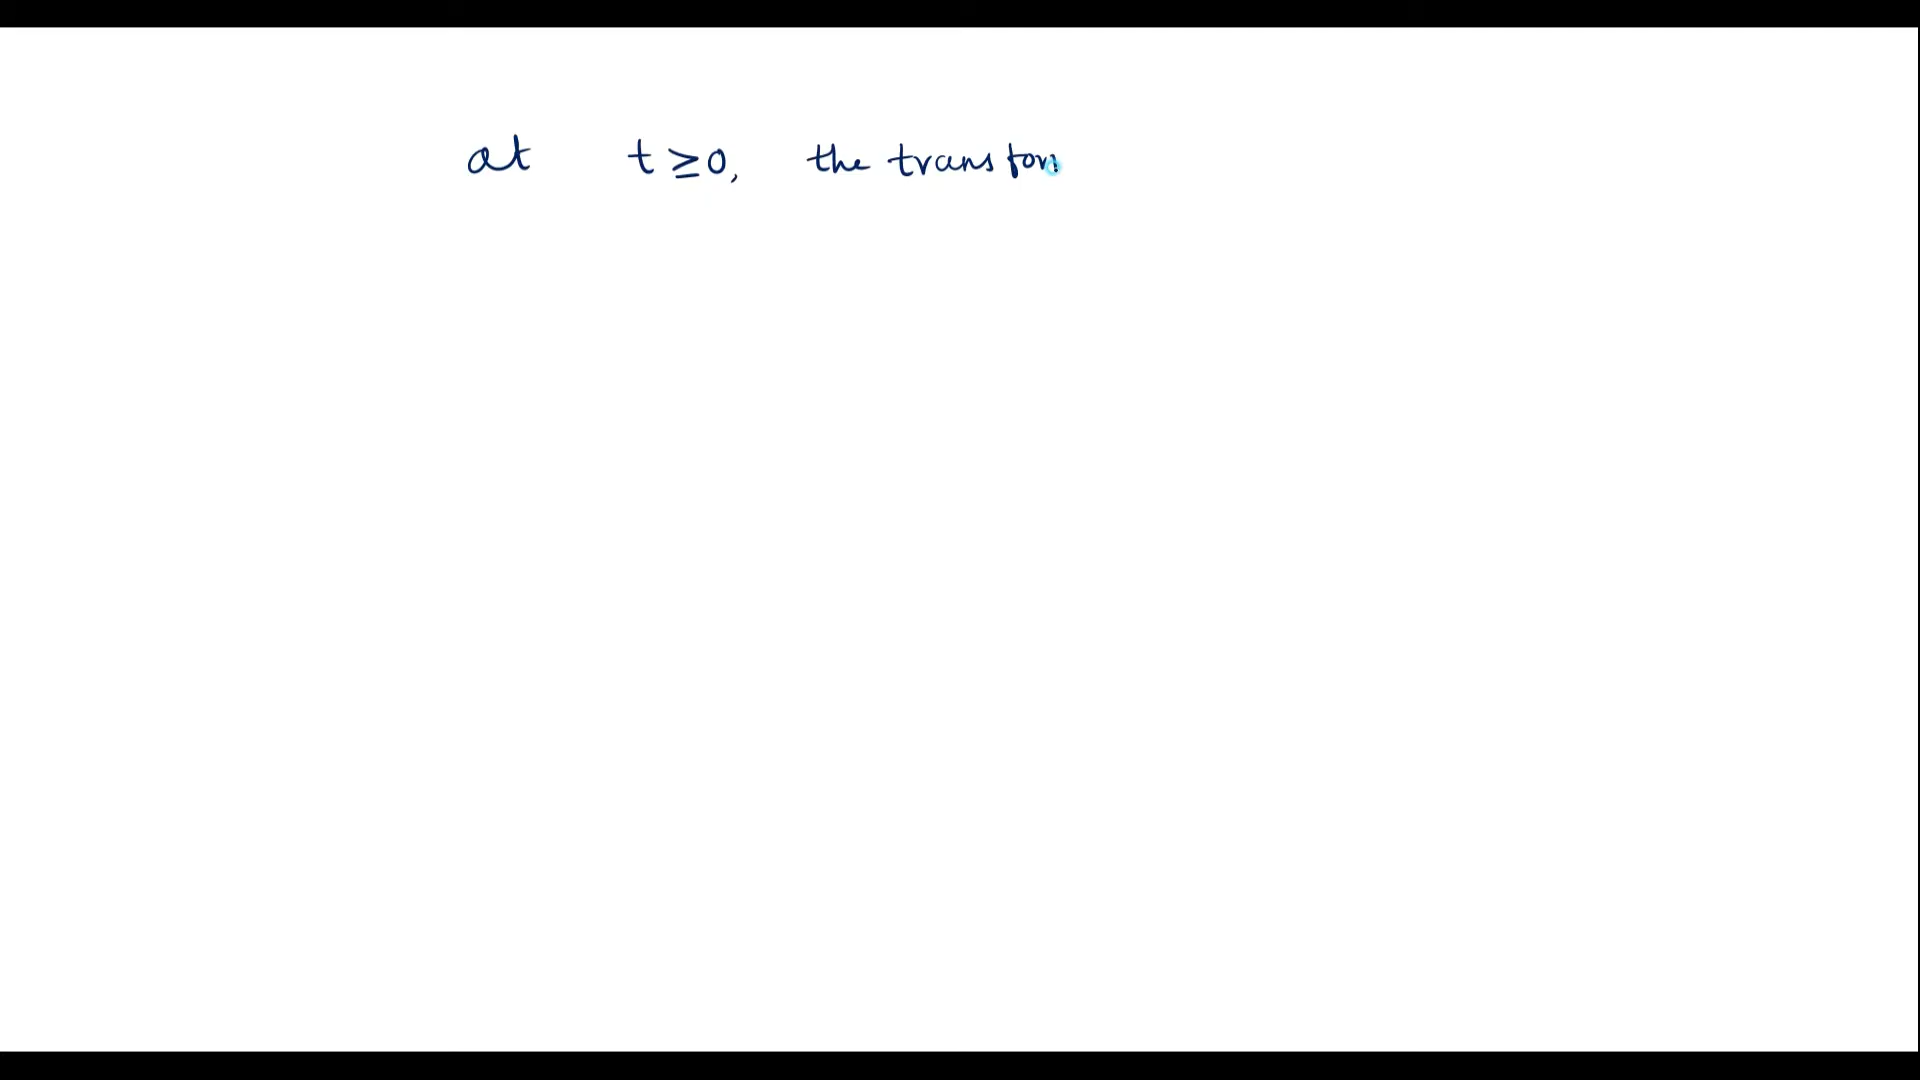 at t ≥ 0, the transfor